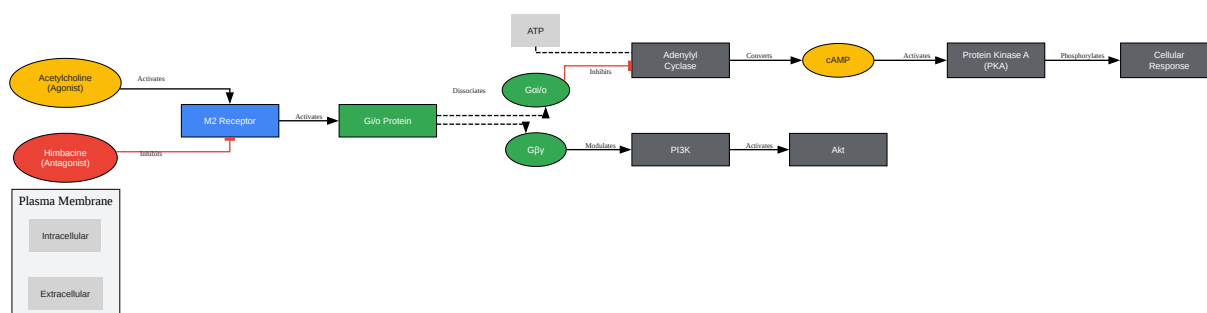 ATP
Adenylyl
Cyclase
Converts
cAMP
Activates
Protein Kinase A
(PKA)
Phosphorylates
Cellular
Response
Acetylcholine
(Agonist)
Activates
Inhibits
Dissociates
Gαi/o
M2 Receptor
Activates
Gi/o Protein
Himbacine
(Antagonist)
Inhibits
Gβγ
Modulates
PI3K
Activates
Akt
Plasma Membrane
Intracellular
Extracellular